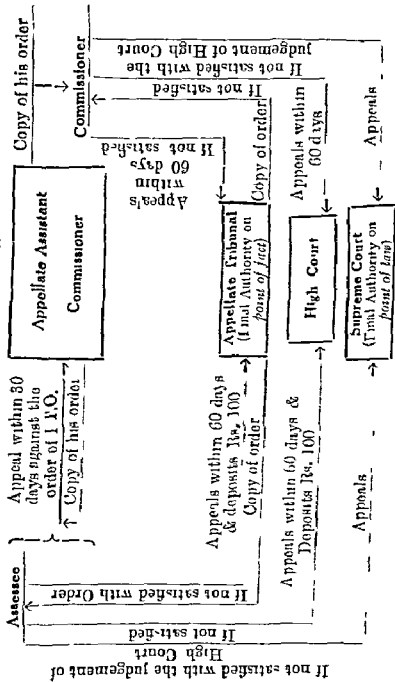 Assessee
Appeal within 30
days against the
order of I T.O.
Copy of his order
Appellate Assistant
Commissioner
Copy of his order
Commissioner
If not satisfied with Order
If not satisfied
If not satisfied with the judgement of
High Court
Appeals within 60 days
& deposits Rs. 100
Copy of order
Appellate Tribunal
(Final Authority on
point of fact)
Copy of order
Appeals
within
60 days
If not satisfied
If not satisfied
If not satisfied with the
judgement of High Court
Appeals within 60 days &
Deposits Rs. 100
High Court
Appeals within
60 days
Appeals
Supreme Court
(Final Authority on
point of law)
Appeals